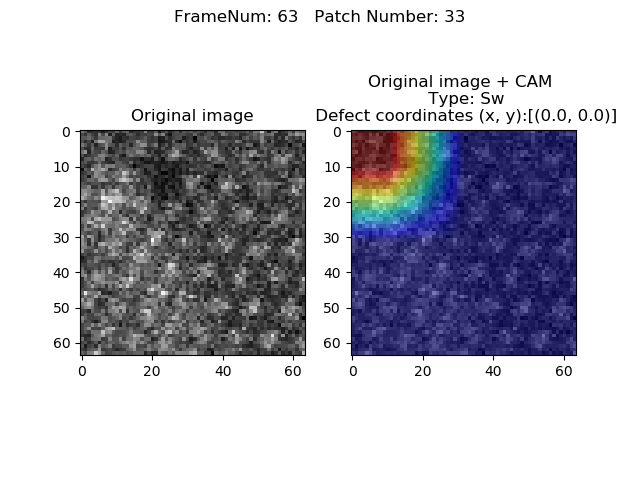 FrameNum: 63   Patch Number: 33
Original image
Original image + CAM
Type: Sw
Defect coordinates (x, y):[(0.0, 0.0)]
0
10
20
30
40
50
60
0 20 40 60
0
10
20
30
40
50
60
0 20 40 60